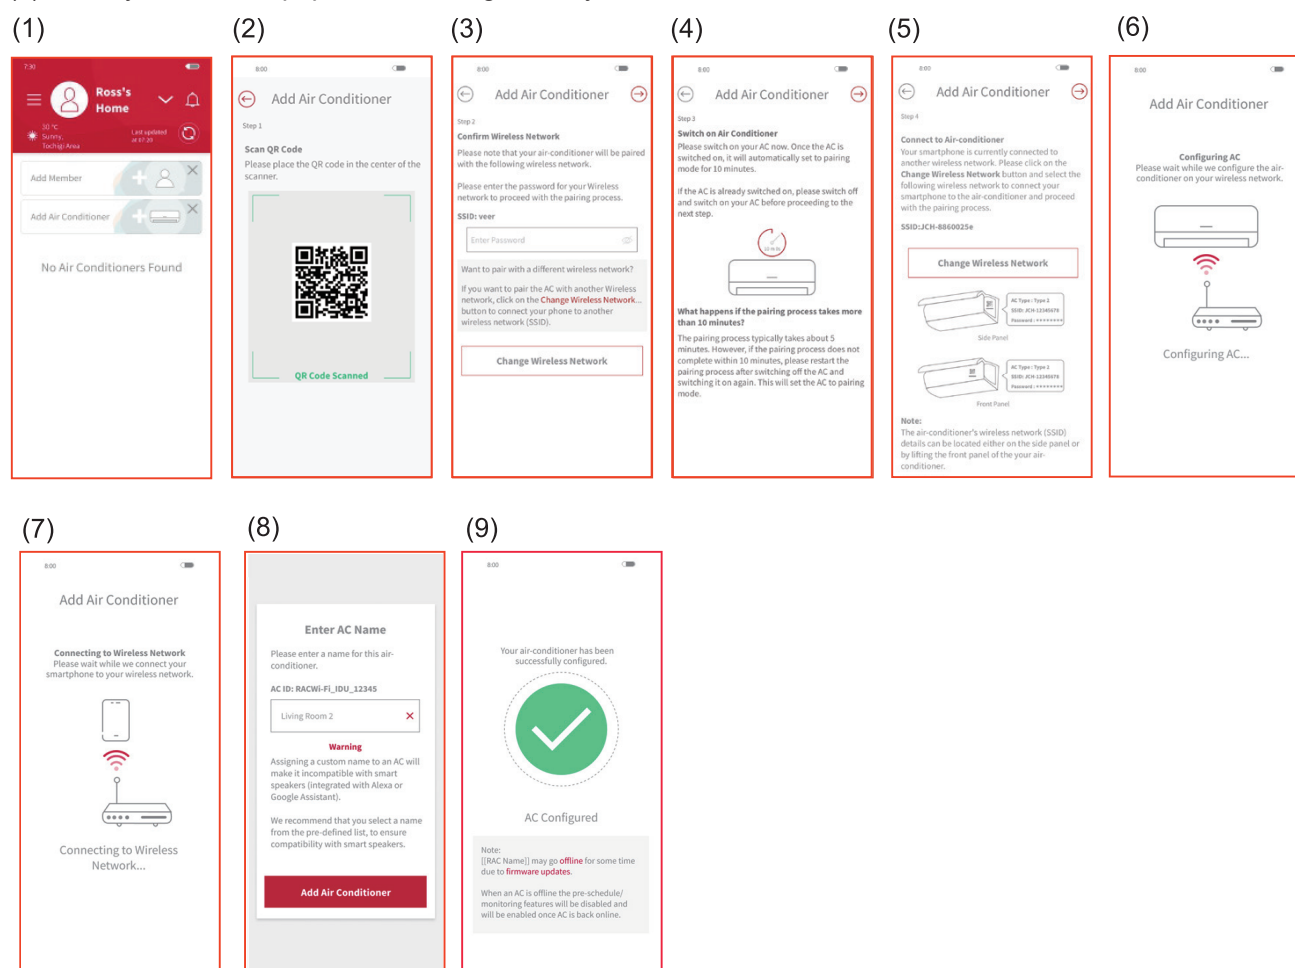 (1)
7:30
Ross's
Home
30 °C
Sunny,
Tochigi Area
Last updated
at 07:20
Add Member
Add Air Conditioner
No Air Conditioners Found
(2)
8:00
Add Air Conditioner
Step 1
Scan QR Code
Please place the QR code in the center of the
scanner.
QR Code Scanned
(3)
8:00
Add Air Conditioner
Step 2
Confirm Wireless Network
Please note that your air-conditioner will be paired
with the following wireless network.
Please enter the password for your Wireless
network to proceed with the pairing process.
SSID: veer
Enter Password
Want to pair with a different wireless network?
If you want to pair the AC with another Wireless
network, click on the Change Wireless Network...
button to connect your phone to another
wireless network (SSID).
Change Wireless Network
(4)
8:00
Add Air Conditioner
Step 3
Switch on Air Conditioner
Please switch on your AC now. Once the AC is
switched on, it will automatically set to pairing
mode for 10 minutes.
If the AC is already switched on, please switch off
and switch on your AC before proceeding to the
next step.
What happens if the pairing process takes more
than 10 minutes?
The pairing process typically takes about 5
minutes. However, if the pairing process does not
complete within 10 minutes, please restart the
pairing process after switching off the AC and
switching it on again. This will set the AC to pairing
mode.
(5)
8:00
Add Air Conditioner
Step 4
Connect to Air-conditioner
Your smartphone is currently connected to
another wireless network. Please click on the
Change Wireless Network button and select the
following wireless network to connect your
smartphone to the air-conditioner and proceed
with the pairing process.
SSID:JCH-8860025e
Change Wireless Network
AC Type : Type 2
SSID: JCH-12345678
Password : ********
Side Panel
AC Type : Type 1
SSID: JCH-12345678
Password : ********
Front Panel
Note:
The air-conditioner's wireless network (SSID)
details can be located either on the side panel or
by lifting the front panel of the your air-
conditioner.
(6)
8:00
Add Air Conditioner
Configuring AC
Please wait while we configure the air-
conditioner on your wireless network.
Configuring AC...
(7)
8:00
Add Air Conditioner
Connecting to Wireless Network
Please wait while we connect your
smartphone to your wireless network.
Connecting to Wireless
Network...
(8)
Enter AC Name
Please enter a name for this air-
conditioner.
AC ID: RACWi-Fi_IDU_12345
Living Room 2
Warning
Assigning a custom name to an AC will
make it incompatible with smart
speakers (integrated with Alexa or
Google Assistant).
We recommend that you select a name
from the pre-defined list, to ensure
compatibility with smart speakers.
Add Air Conditioner
(9)
8:00
Your air-conditioner has been
successfully configured.
AC Configured
Note:
[[RAC Name]] may go offline for some time
due to firmware updates.
When an AC is offline the pre-schedule/
monitoring features will be disabled and
will be enabled once AC is back online.